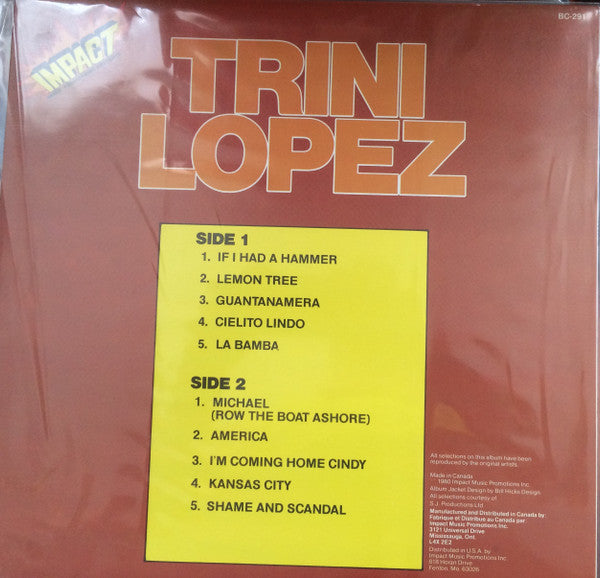 IMPACT
BC-291
TRINI
LOPEZ
SIDE 1
1. IF I HAD A HAMMER
2. LEMON TREE
3. GUANTANAMERA
4. CIELITO LINDO
5. LA BAMBA
SIDE 2
1. MICHAEL
(ROW THE BOAT ASHORE)
2. AMERICA
3. I'M COMING HOME CINDY
4. KANSAS CITY
5. SHAME AND SCANDAL
All selections on this album have been
reproduced by the original artists.
Made in Canada
1980 Impact Music Promotions Inc.
Album Jacket Design by Bill Hicks Design.
All selections courtesy of
S.J. Productions Ltd.
Manufactured and Distributed in Canada by:
Fabrique et Distribue au Canada par:
Impact Music Promotions Inc.
3121 Universal Drive
Mississauga, Ont.
L4X 2E2
Distributed in U.S.A. by
Impact Music Promotions Inc.
818 Horan Drive
Fenton, Mo. 63026